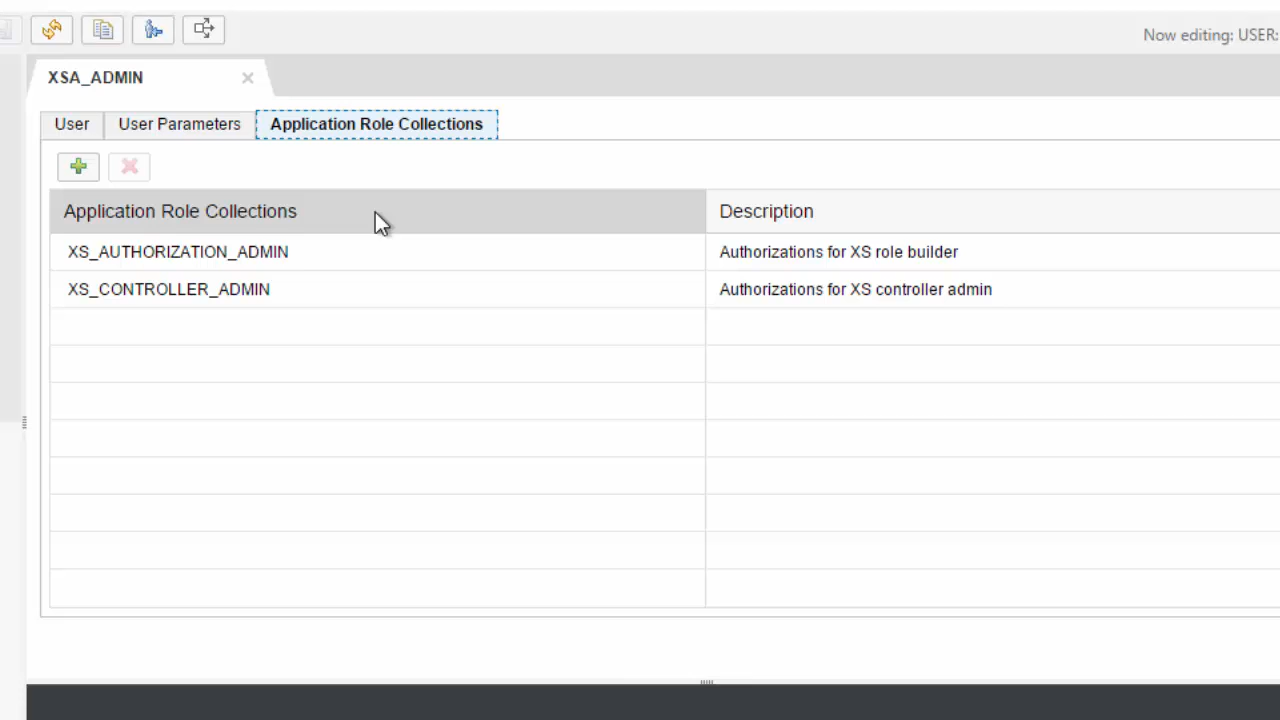 Now editing: USER:
XSA_ADMIN
User User Parameters Application Role Collections
Application Role Collections Description
XS_AUTHORIZATION_ADMIN Authorizations for XS role builder
XS_CONTROLLER_ADMIN Authorizations for XS controller admin